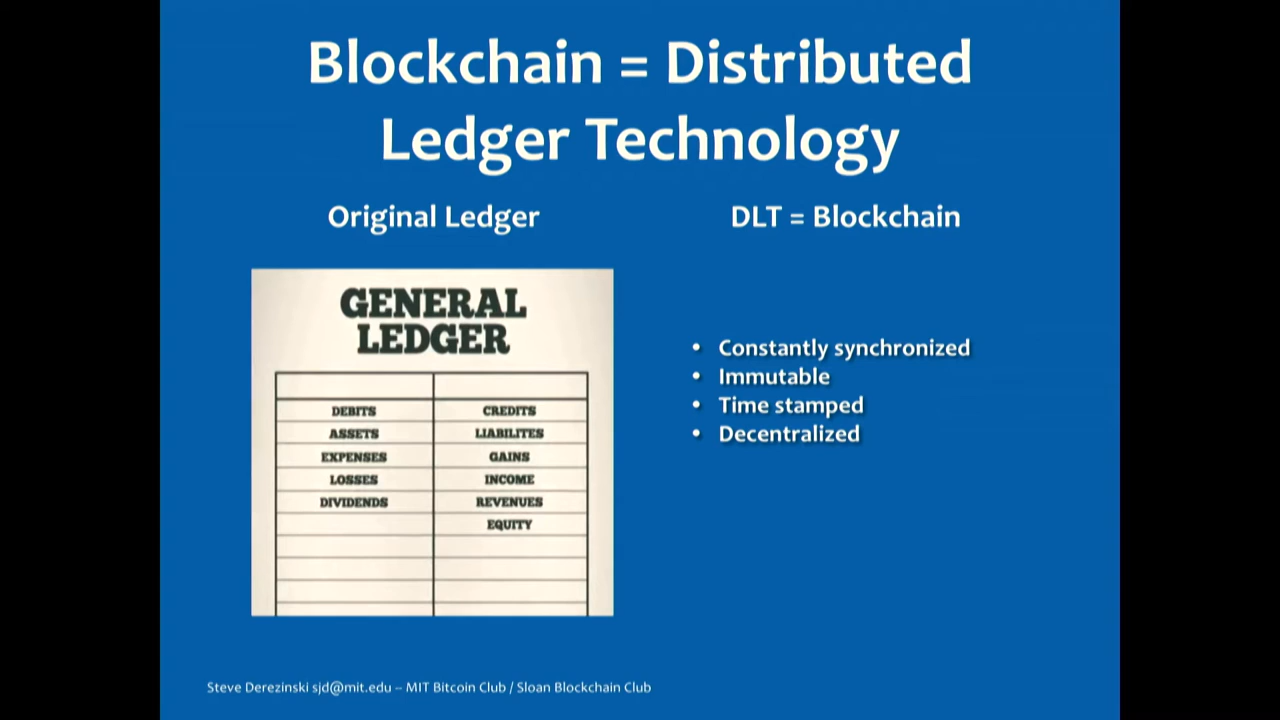 Blockchain = Distributed
Ledger Technology
Original Ledger
GENERAL
LEDGER
DEBITS CREDITS
ASSETS LIABILITES
EXPENSES GAINS
LOSSES INCOME
DIVIDENDS REVENUES
EQUITY
DLT = Blockchain
• Constantly synchronized
• Immutable
• Time stamped
• Decentralized
Steve Derezinski sjd@mit.edu – MIT Bitcoin Club / Sloan Blockchain Club